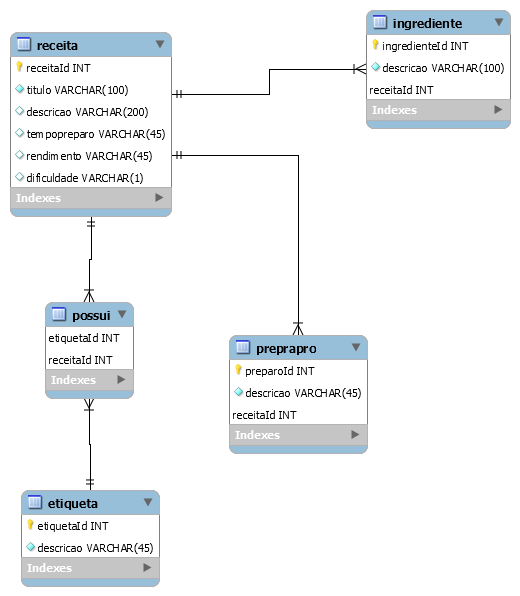 receita
receitaId INT
titulo VARCHAR(100)
descricao VARCHAR(200)
tempopreparo VARCHAR(45)
rendimento VARCHAR(45)
dificuldade VARCHAR(1)
Indexes
ingrediente
ingredienteId INT
descricao VARCHAR(100)
receitaId INT
Indexes
possui
etiquetaId INT
receitaId INT
Indexes
preprapro
preparoId INT
descricao VARCHAR(45)
receitaId INT
Indexes
etiqueta
etiquetaId INT
descricao VARCHAR(45)
Indexes